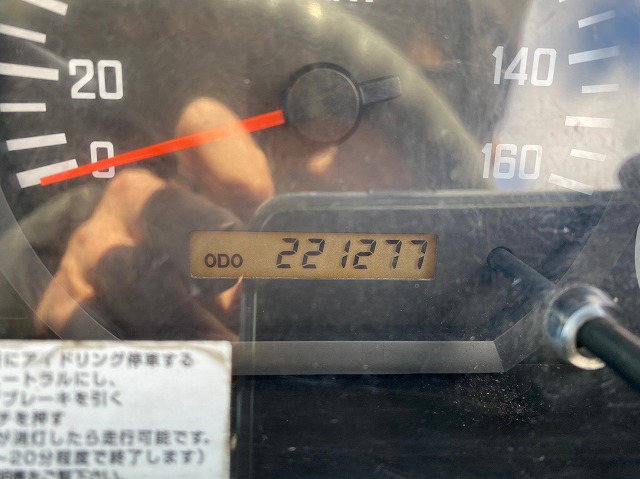 20
140
0
160
ODO 221277
にアイドリング停車する
ートラルにし、
ブレーキを引く
チを押す
が消灯したら走行可能です。
～20分程度で終了します）